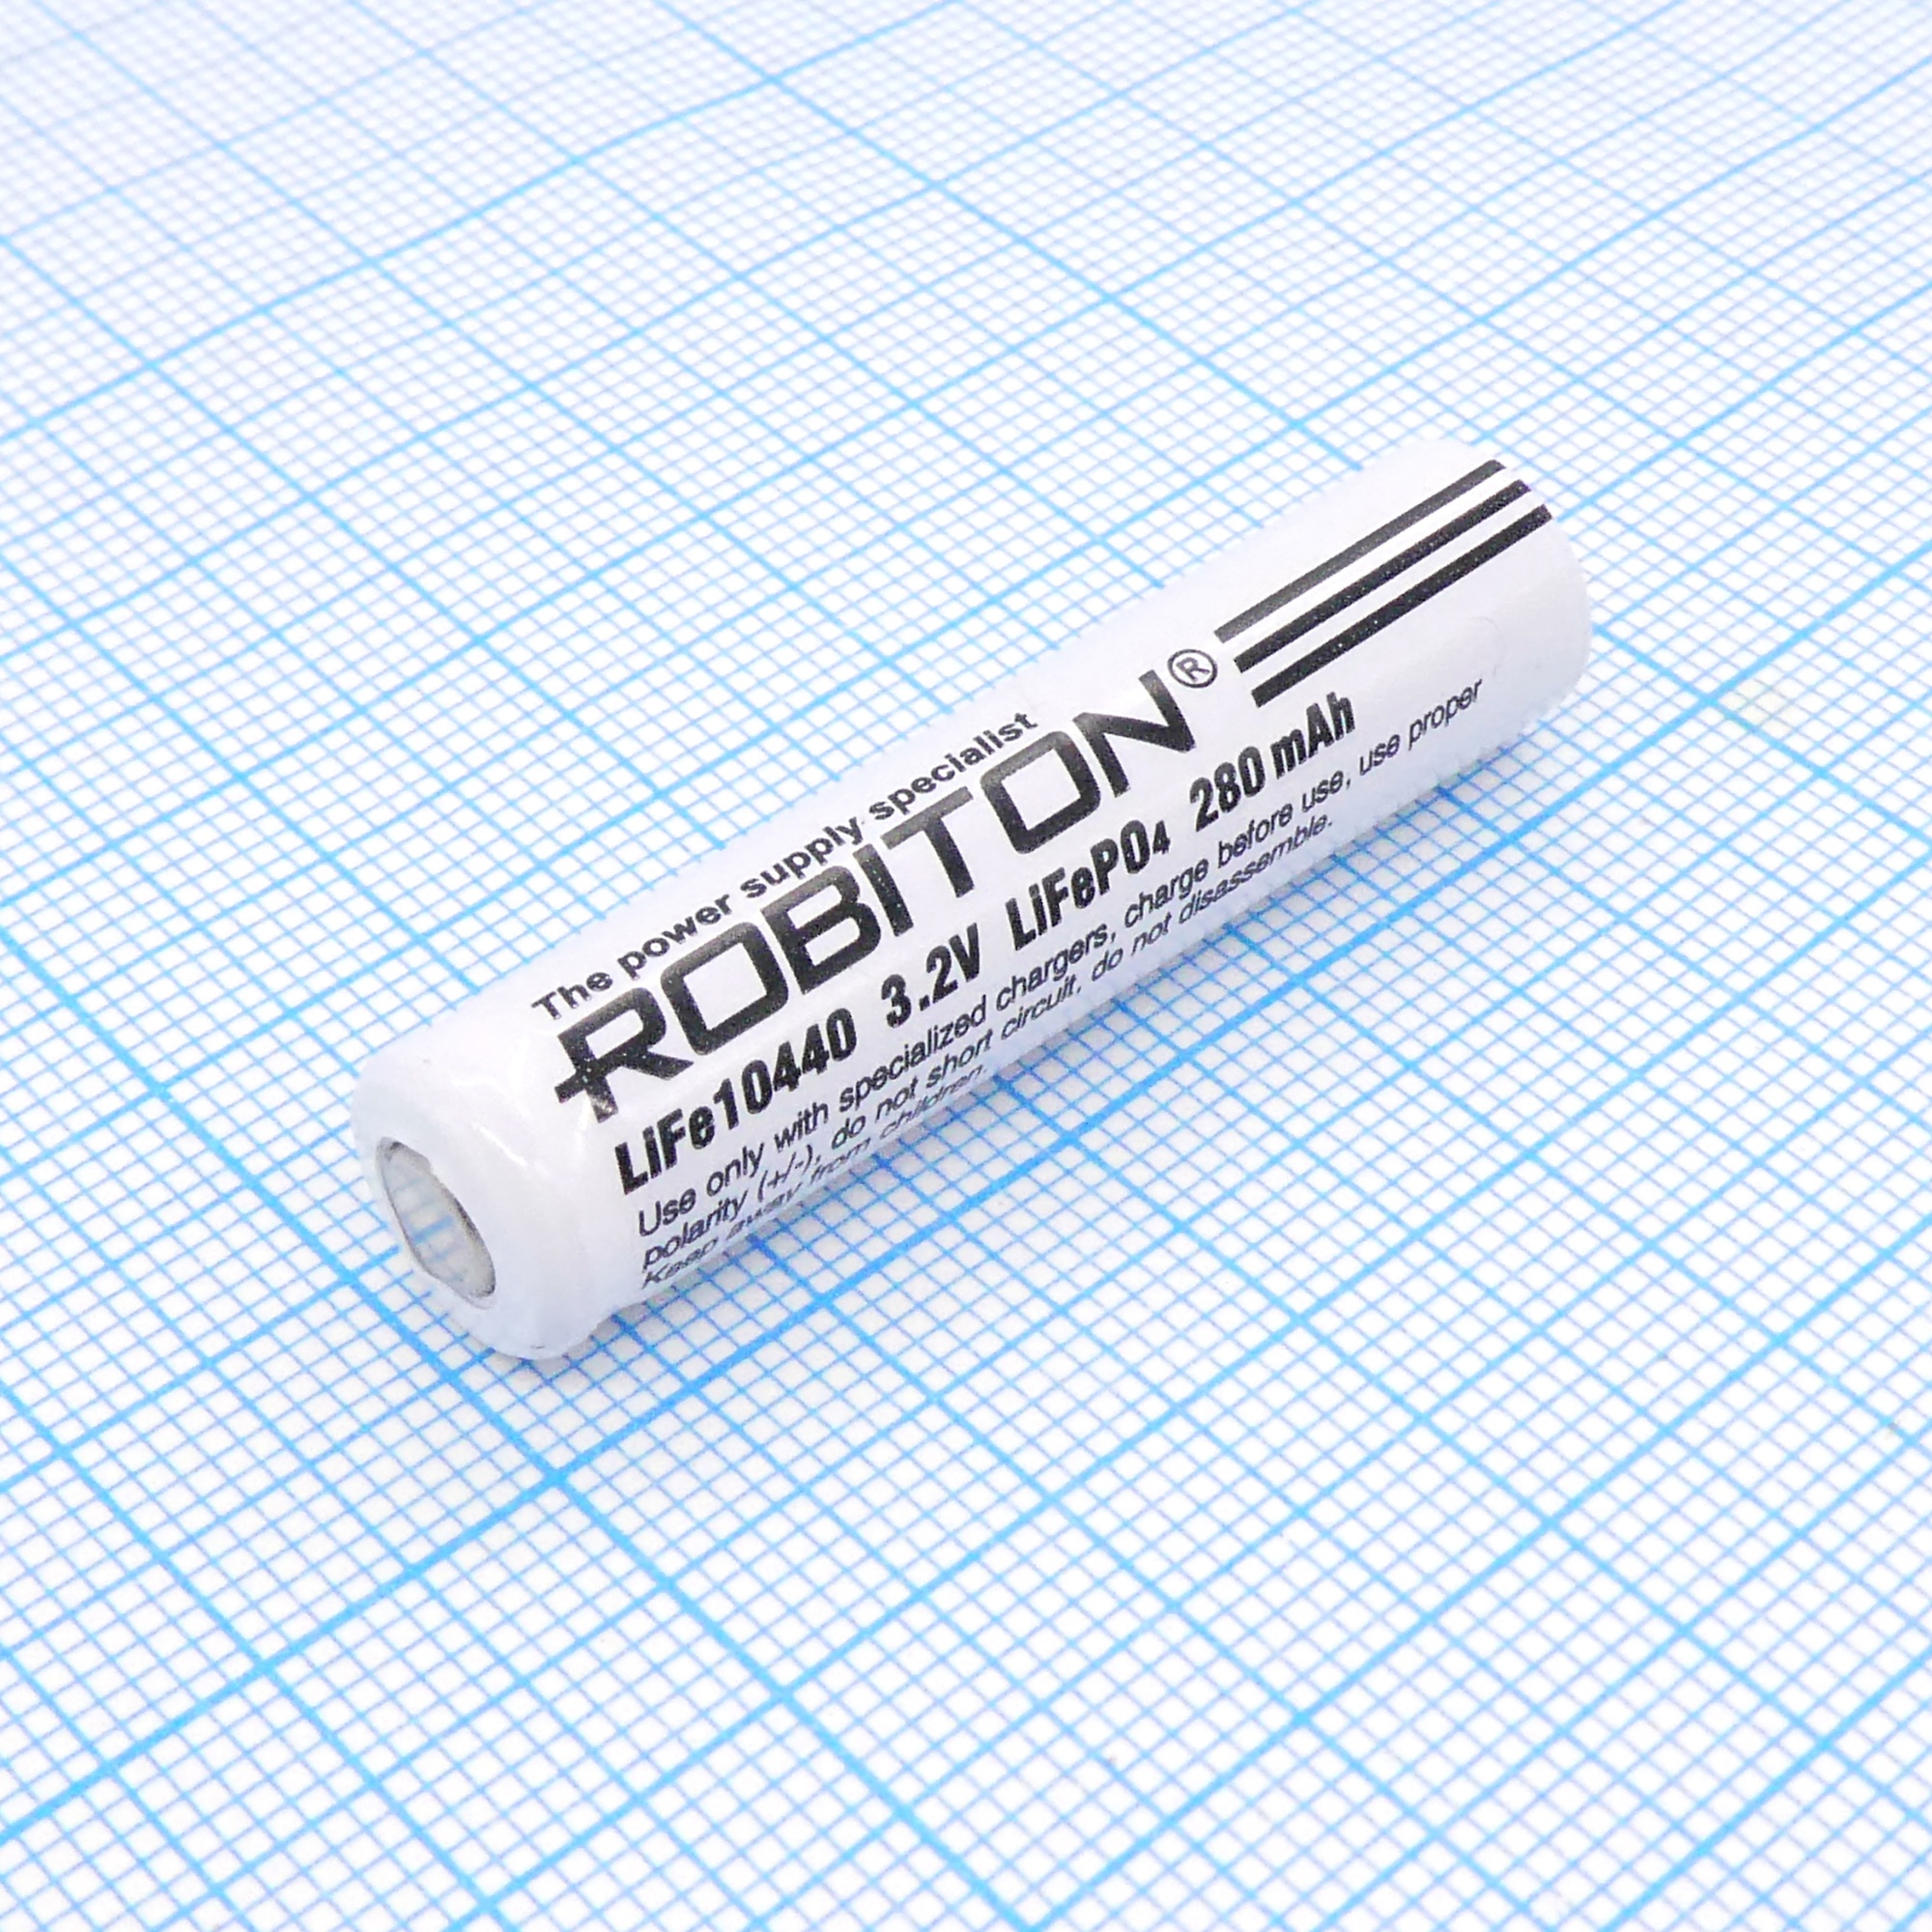 The power supply specialist
ROBITON®
LiFe10440 3.2V LiFePO₄ 280 mAh
Use only with specialized chargers, charge before use, use proper
polarity (+/-), do not short circuit, do not disassemble.
Keep away from children.